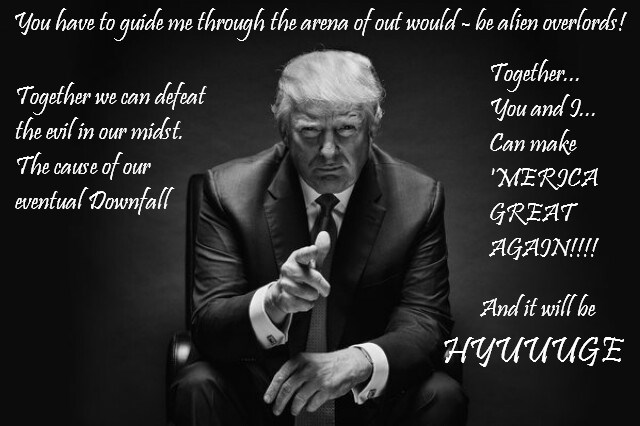 You have to guide me through the arena of out would ~ be alien overlords!
Together we can defeat
the evil in our midst.
The cause of our
eventual Downfall
Together...
You and I...
Can make
'MERICA
GREAT
AGAIN!!!!
And it will be
HYUUUGE